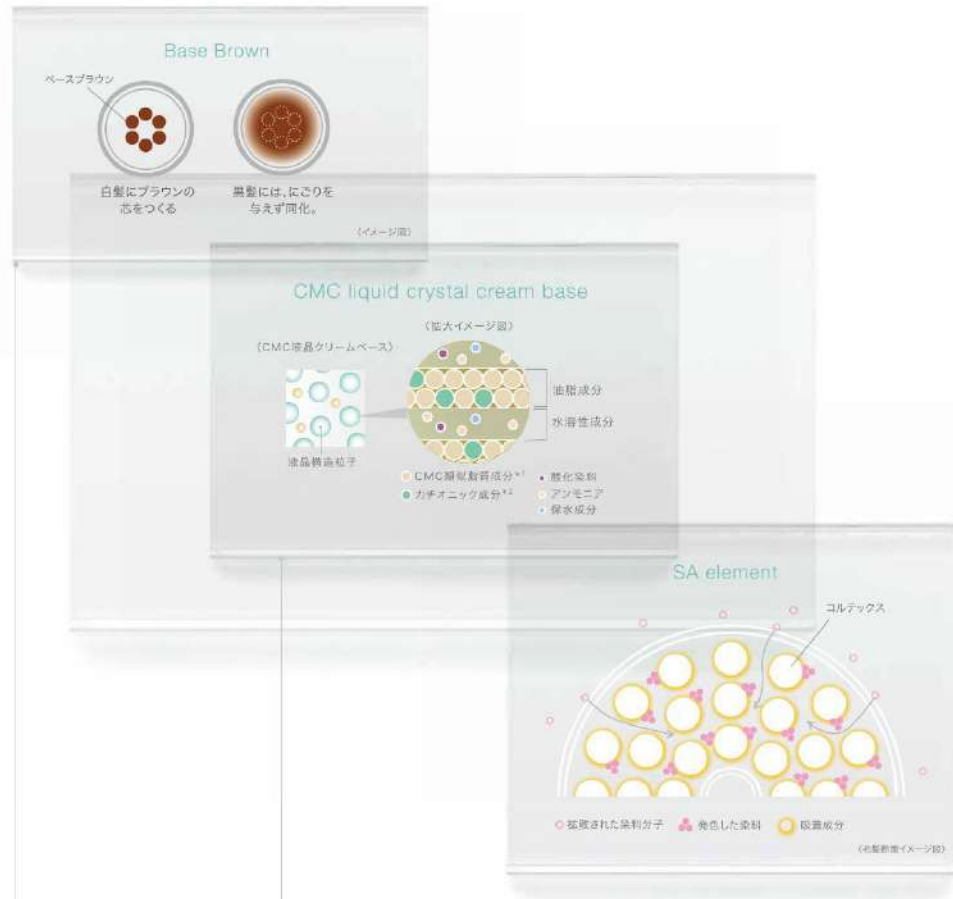 Base Brown
ベースブラウン
白髪にブラウンの
芯をつくる
黒髪には、にごりを
与えず同化。
(イメージ図)
CMC liquid crystal cream base
(拡大イメージ図)
(CMC液晶クリームベース)
油脂成分
水溶性成分
液晶構造粒子
CMC類似脂質成分*1
カチオニック成分*2
酸化染料
アンモニア
保水成分
SA element
コルテックス
拡散された染料分子
発色した染料
吸着成分
(毛髪断面イメージ図)